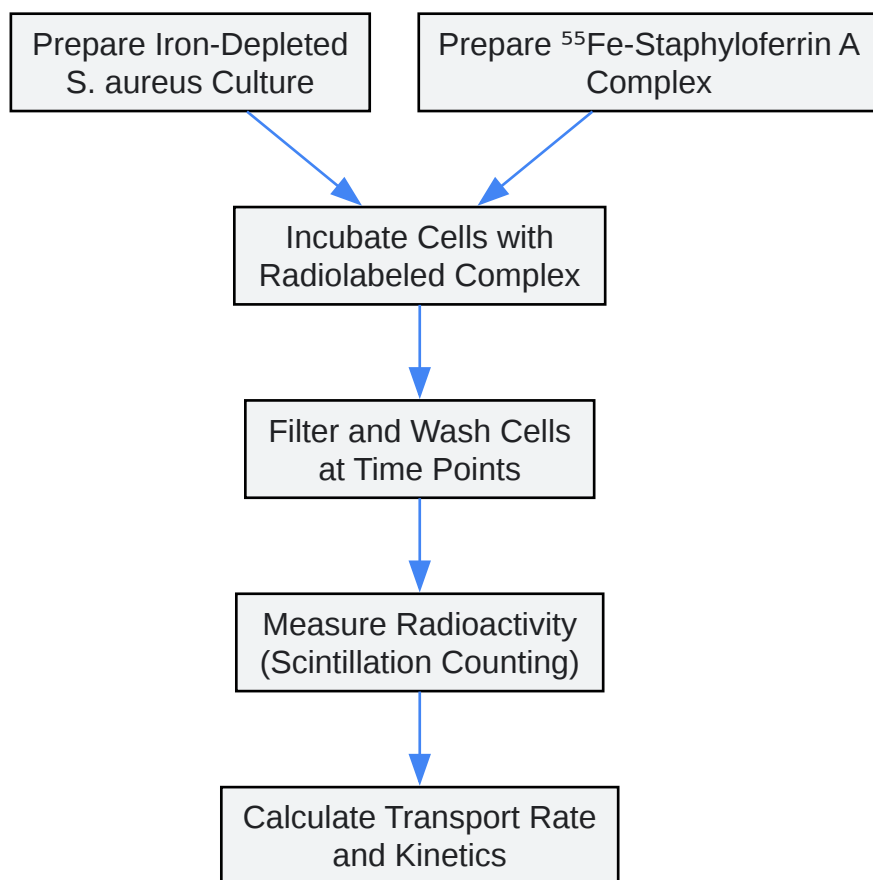 Prepare Iron-Depleted
S. aureus Culture
Prepare ⁵⁵Fe-Staphyloferrin A
Complex
Incubate Cells with
Radiolabeled Complex
Filter and Wash Cells
at Time Points
Measure Radioactivity
(Scintillation Counting)
Calculate Transport Rate
and Kinetics